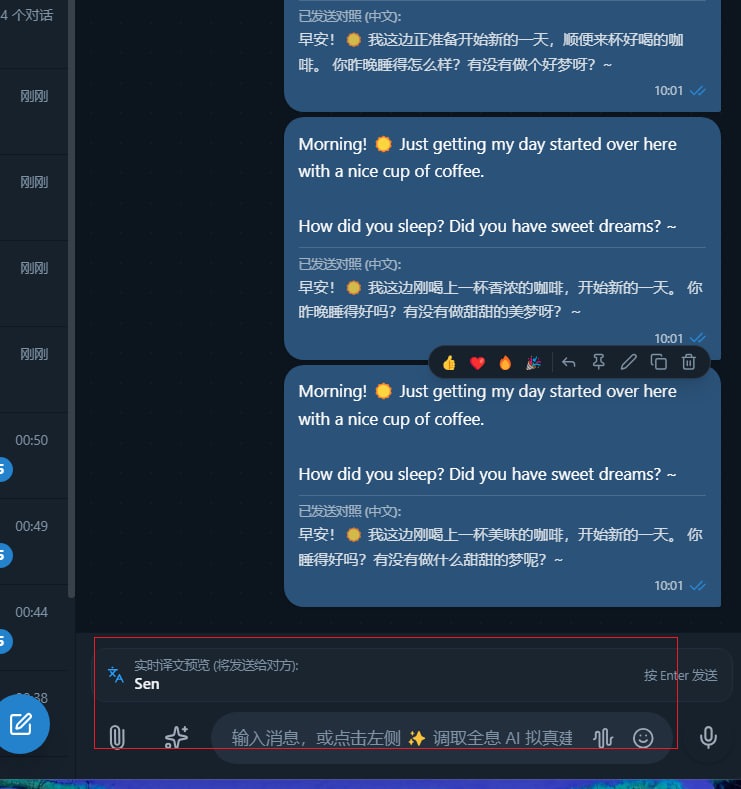 4 个对话
刚刚
刚刚
刚刚
刚刚
00:50
5
00:49
5
00:44
5
00:38
已发送对照 (中文):
早安! ☀️ 我这边正准备开始新的一天，顺便来杯好喝的咖
啡。 你昨晚睡得怎么样？有没有做个好梦呀？~
10:01
Morning! ☀️ Just getting my day started over here
with a nice cup of coffee.
How did you sleep? Did you have sweet dreams? ~
已发送对照 (中文):
早安! ☀️ 我这边刚喝上一杯香浓的咖啡，开始新的一天。 你
昨晚睡得好吗？有没有做甜甜的美梦呀？~
10:01
Morning! ☀️ Just getting my day started over here
with a nice cup of coffee.
How did you sleep? Did you have sweet dreams? ~
已发送对照 (中文):
早安! ☀️ 我这边刚喝上一杯美味的咖啡，开始新的一天。 你
睡得好吗？有没有做什么甜甜的梦呢？~
10:01
实时译文预览 (将发送给对方):
Sen
按 Enter 发送
输入消息，或点击左侧 ✨ 调取全息 AI 拟真建